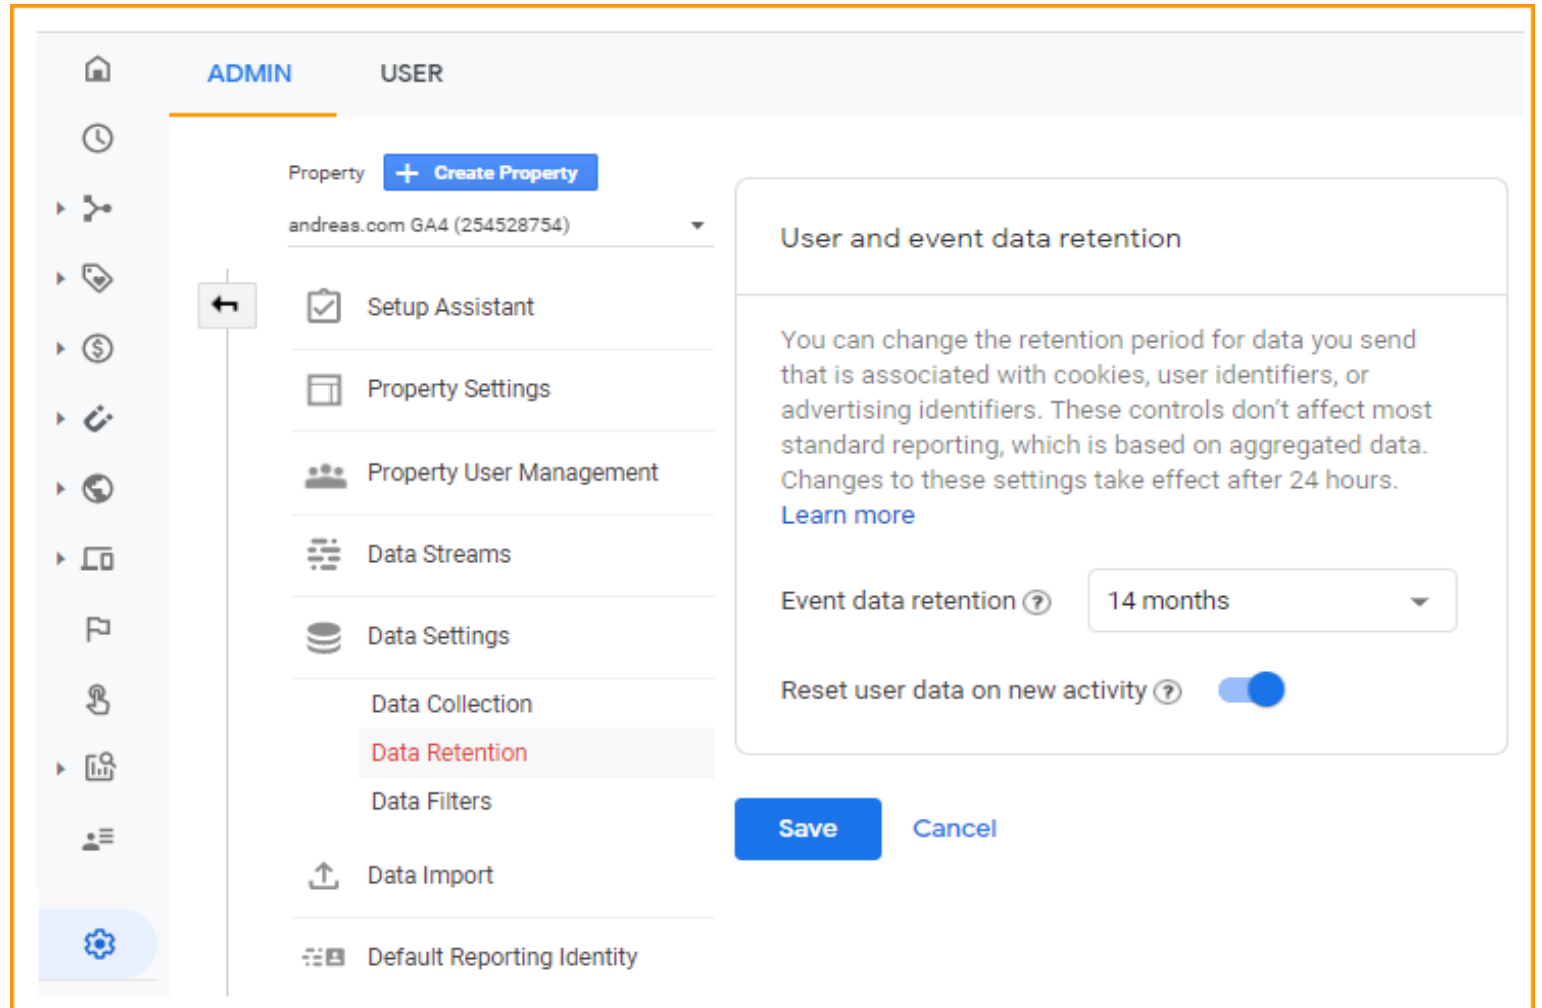 ADMIN
USER
Property
Create Property
andreas.com GA4 (254528754)
Setup Assistant
Property Settings
Property User Management
Data Streams
Data Settings
Data Collection
Data Retention
Data Filters
Data Import
Default Reporting Identity
User and event data retention
You can change the retention period for data you send
that is associated with cookies, user identifiers, or
advertising identifiers. These controls don't affect most
standard reporting, which is based on aggregated data.
Changes to these settings take effect after 24 hours.
Learn more
Event data retention ?
14 months
Reset user data on new activity ?
Save
Cancel